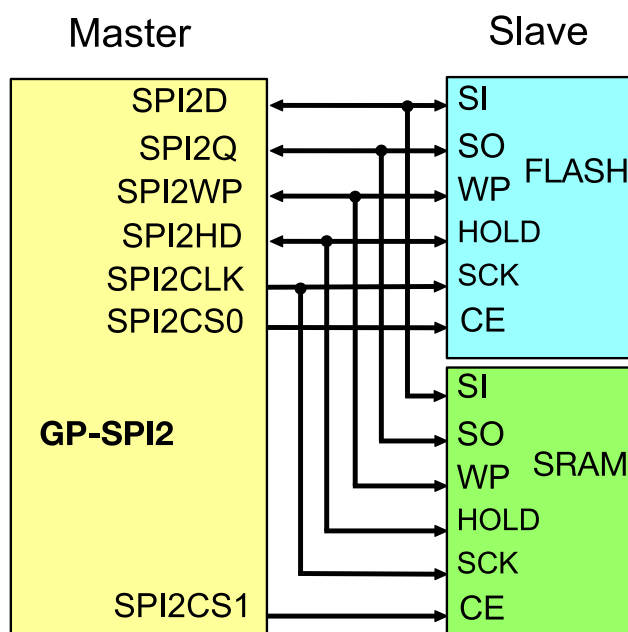 Master
Slave
SPI2D
SPI2Q
SPI2WP
SPI2HD
SPI2CLK
SPI2CS0
GP-SPI2
SPI2CS1
SI
SO
WP
FLASH
HOLD
SCK
CE
SI
SO
SRAM
WP
HOLD
SCK
CE